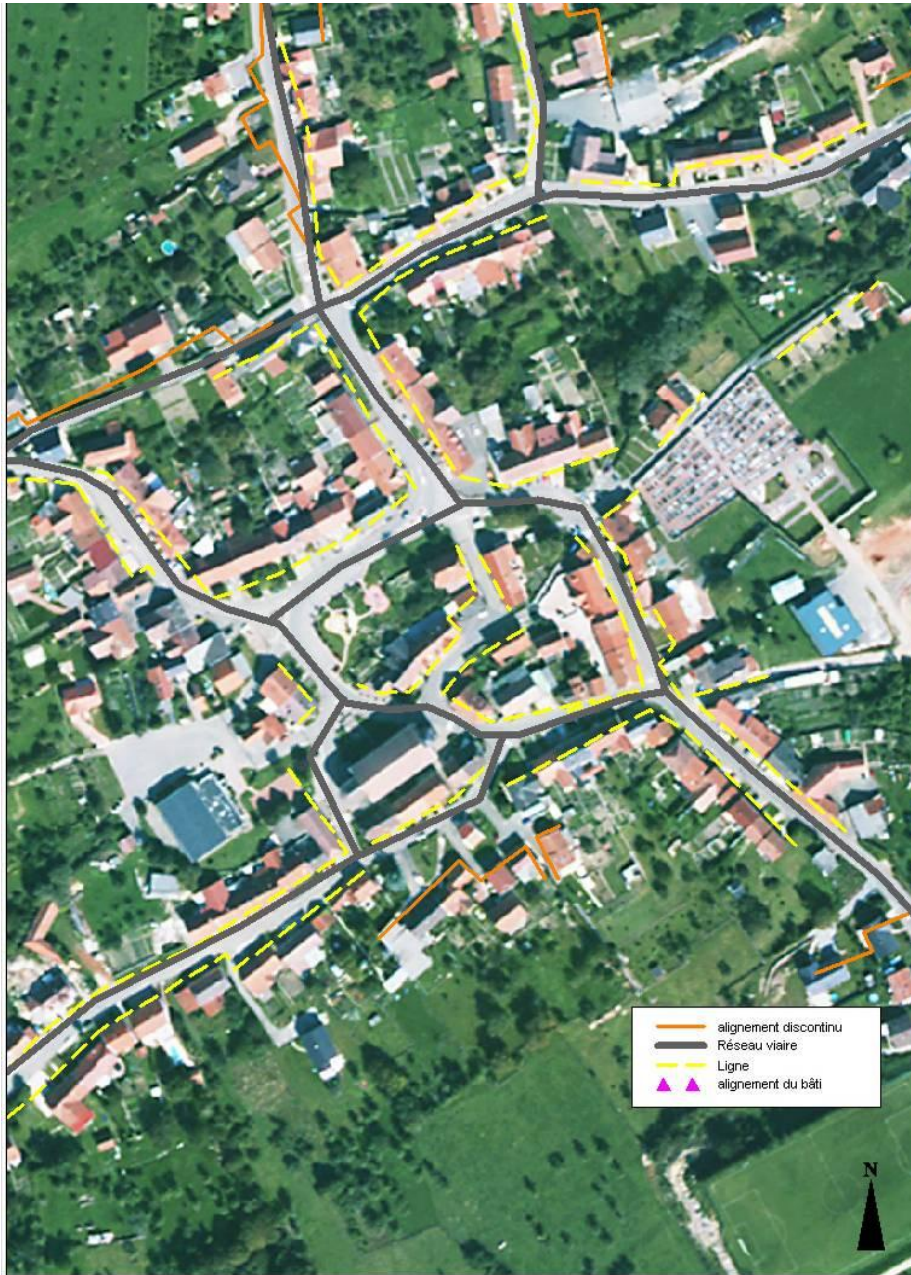 alignement discontinu
Réseau viaire
Ligne
alignement du bâti
N